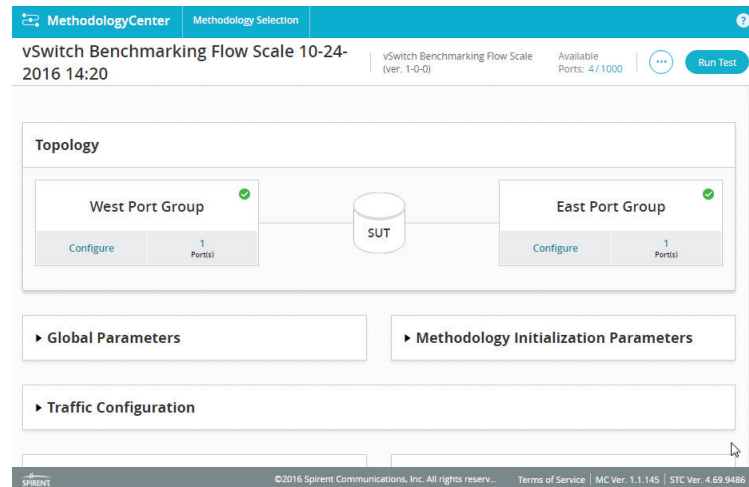 MethodologyCenter Methodology Selection ?
vSwitch Benchmarking Flow Scale 10-24-
2016 14:20
vSwitch Benchmarking Flow Scale
(ver. 1-0-0)
Available
Ports: 4/1000
Run Test
Topology
West Port Group
Configure
1
Port(s)
SUT
East Port Group
Configure
1
Port(s)
Global Parameters
Methodology Initialization Parameters
Traffic Configuration
SPIRENT
©2016 Spirent Communications, Inc. All rights reserv... Terms of Service | MC Ver. 1.1.145 | STC Ver. 4.69.9486